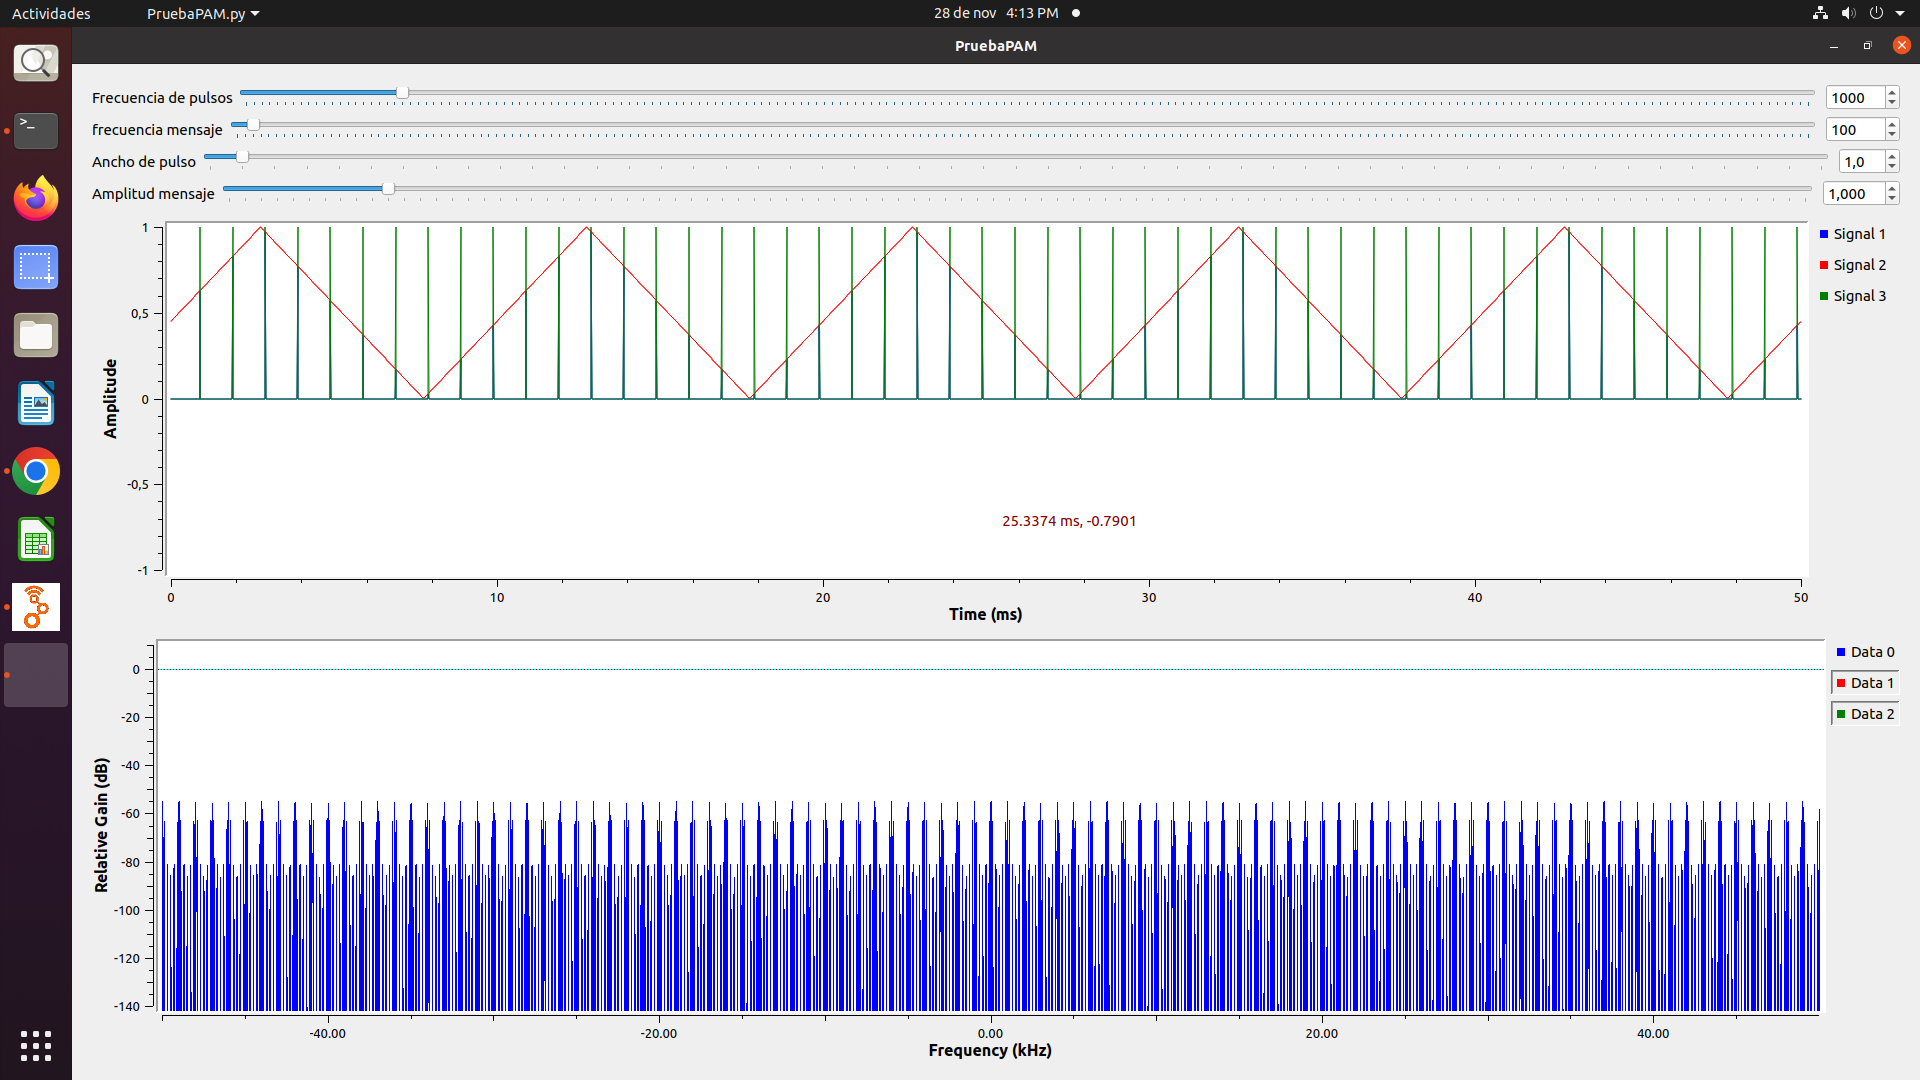 Actividades PruebaPAM.py 28 de nov 4:13 PM
PruebaPAM
Frecuencia de pulsos 1000
frecuencia mensaje 100
Ancho de pulso 1,0
Amplitud mensaje 1,000
>_
1
0,5
0
-0,5
-1
Amplitude
25.3374 ms, -0.7901
0 10 20 30 40 50
Time (ms)
Signal 1
Signal 2
Signal 3
0
-20
-40
-60
-80
-100
-120
-140
Relative Gain (dB)
-40.00 -20.00 0.00 20.00 40.00
Frequency (kHz)
Data 0
Data 1
Data 2